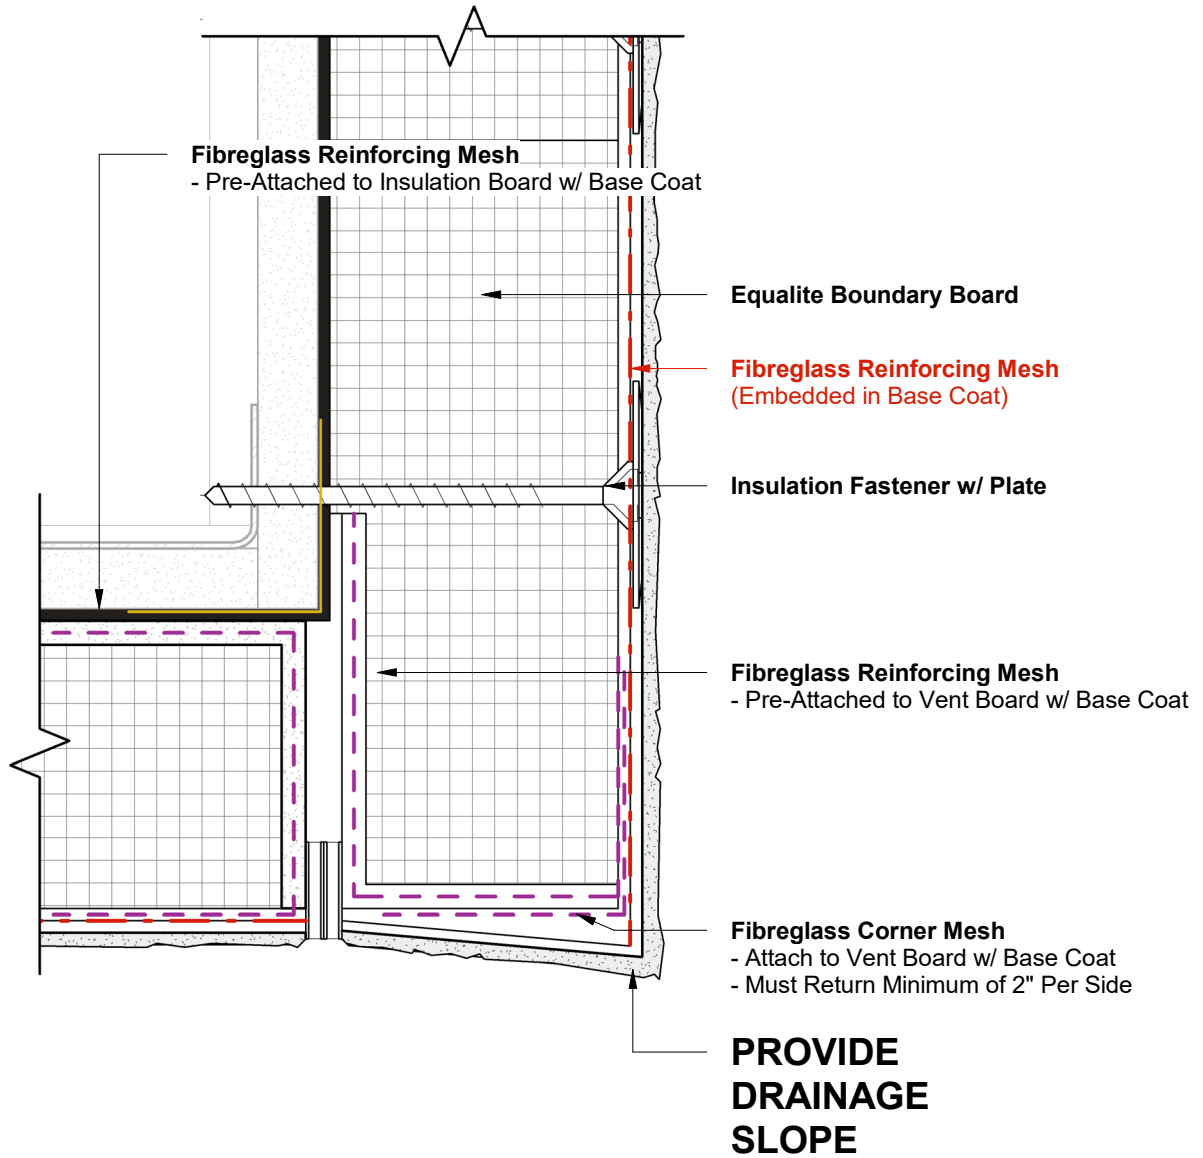 Fibreglass Reinforcing Mesh
- Pre-Attached to Insulation Board w/ Base Coat
Equalite Boundary Board
Fibreglass Reinforcing Mesh
(Embedded in Base Coat)
Insulation Fastener w/ Plate
Fibreglass Reinforcing Mesh
- Pre-Attached to Vent Board w/ Base Coat
Fibreglass Corner Mesh
- Attach to Vent Board w/ Base Coat
- Must Return Minimum of 2" Per Side
PROVIDE
DRAINAGE
SLOPE